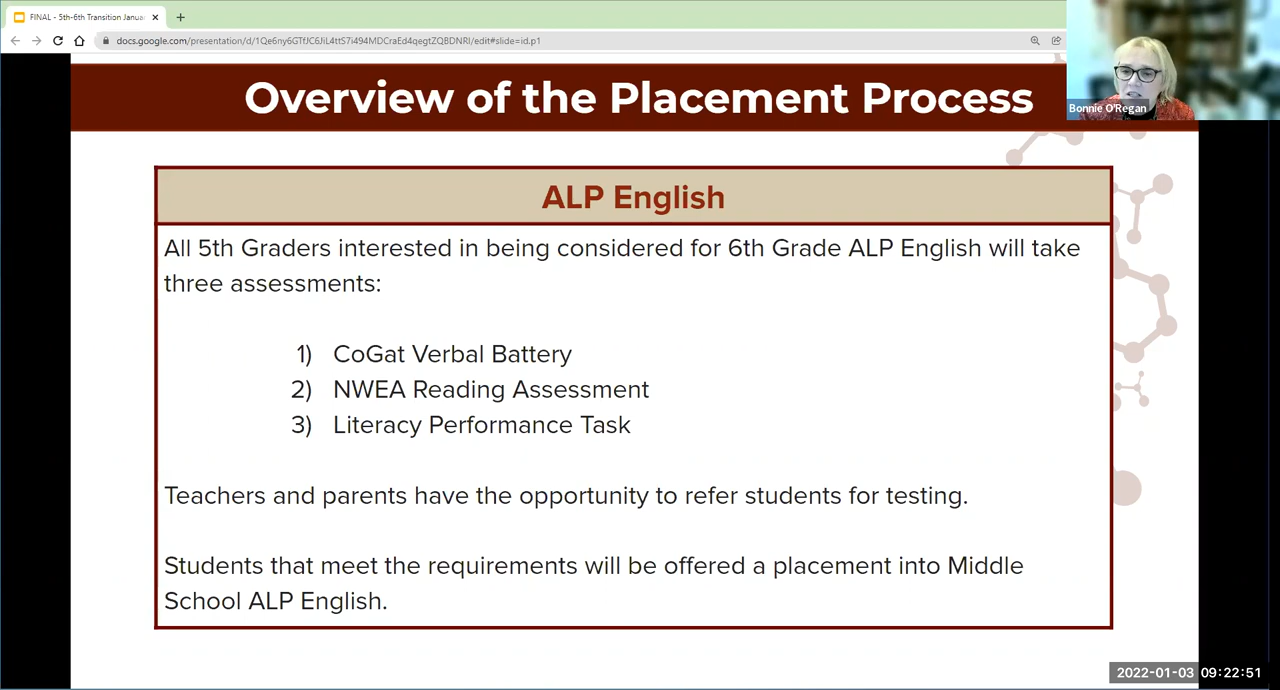 FINAL - 5th-6th Transition Janua
docs.google.com/presentation/d/1Qe6ny6GTfJC6JiL4ttS7i494MDCraEd4qegtZQBDNRI/edit#slide=id.p1
Overview of the Placement Process
Bonnie O'Regan
ALP English
All 5th Graders interested in being considered for 6th Grade ALP English will take
three assessments:
1) CoGat Verbal Battery
2) NWEA Reading Assessment
3) Literacy Performance Task
Teachers and parents have the opportunity to refer students for testing.
Students that meet the requirements will be offered a placement into Middle
School ALP English.
2022-01-03 09:22:51